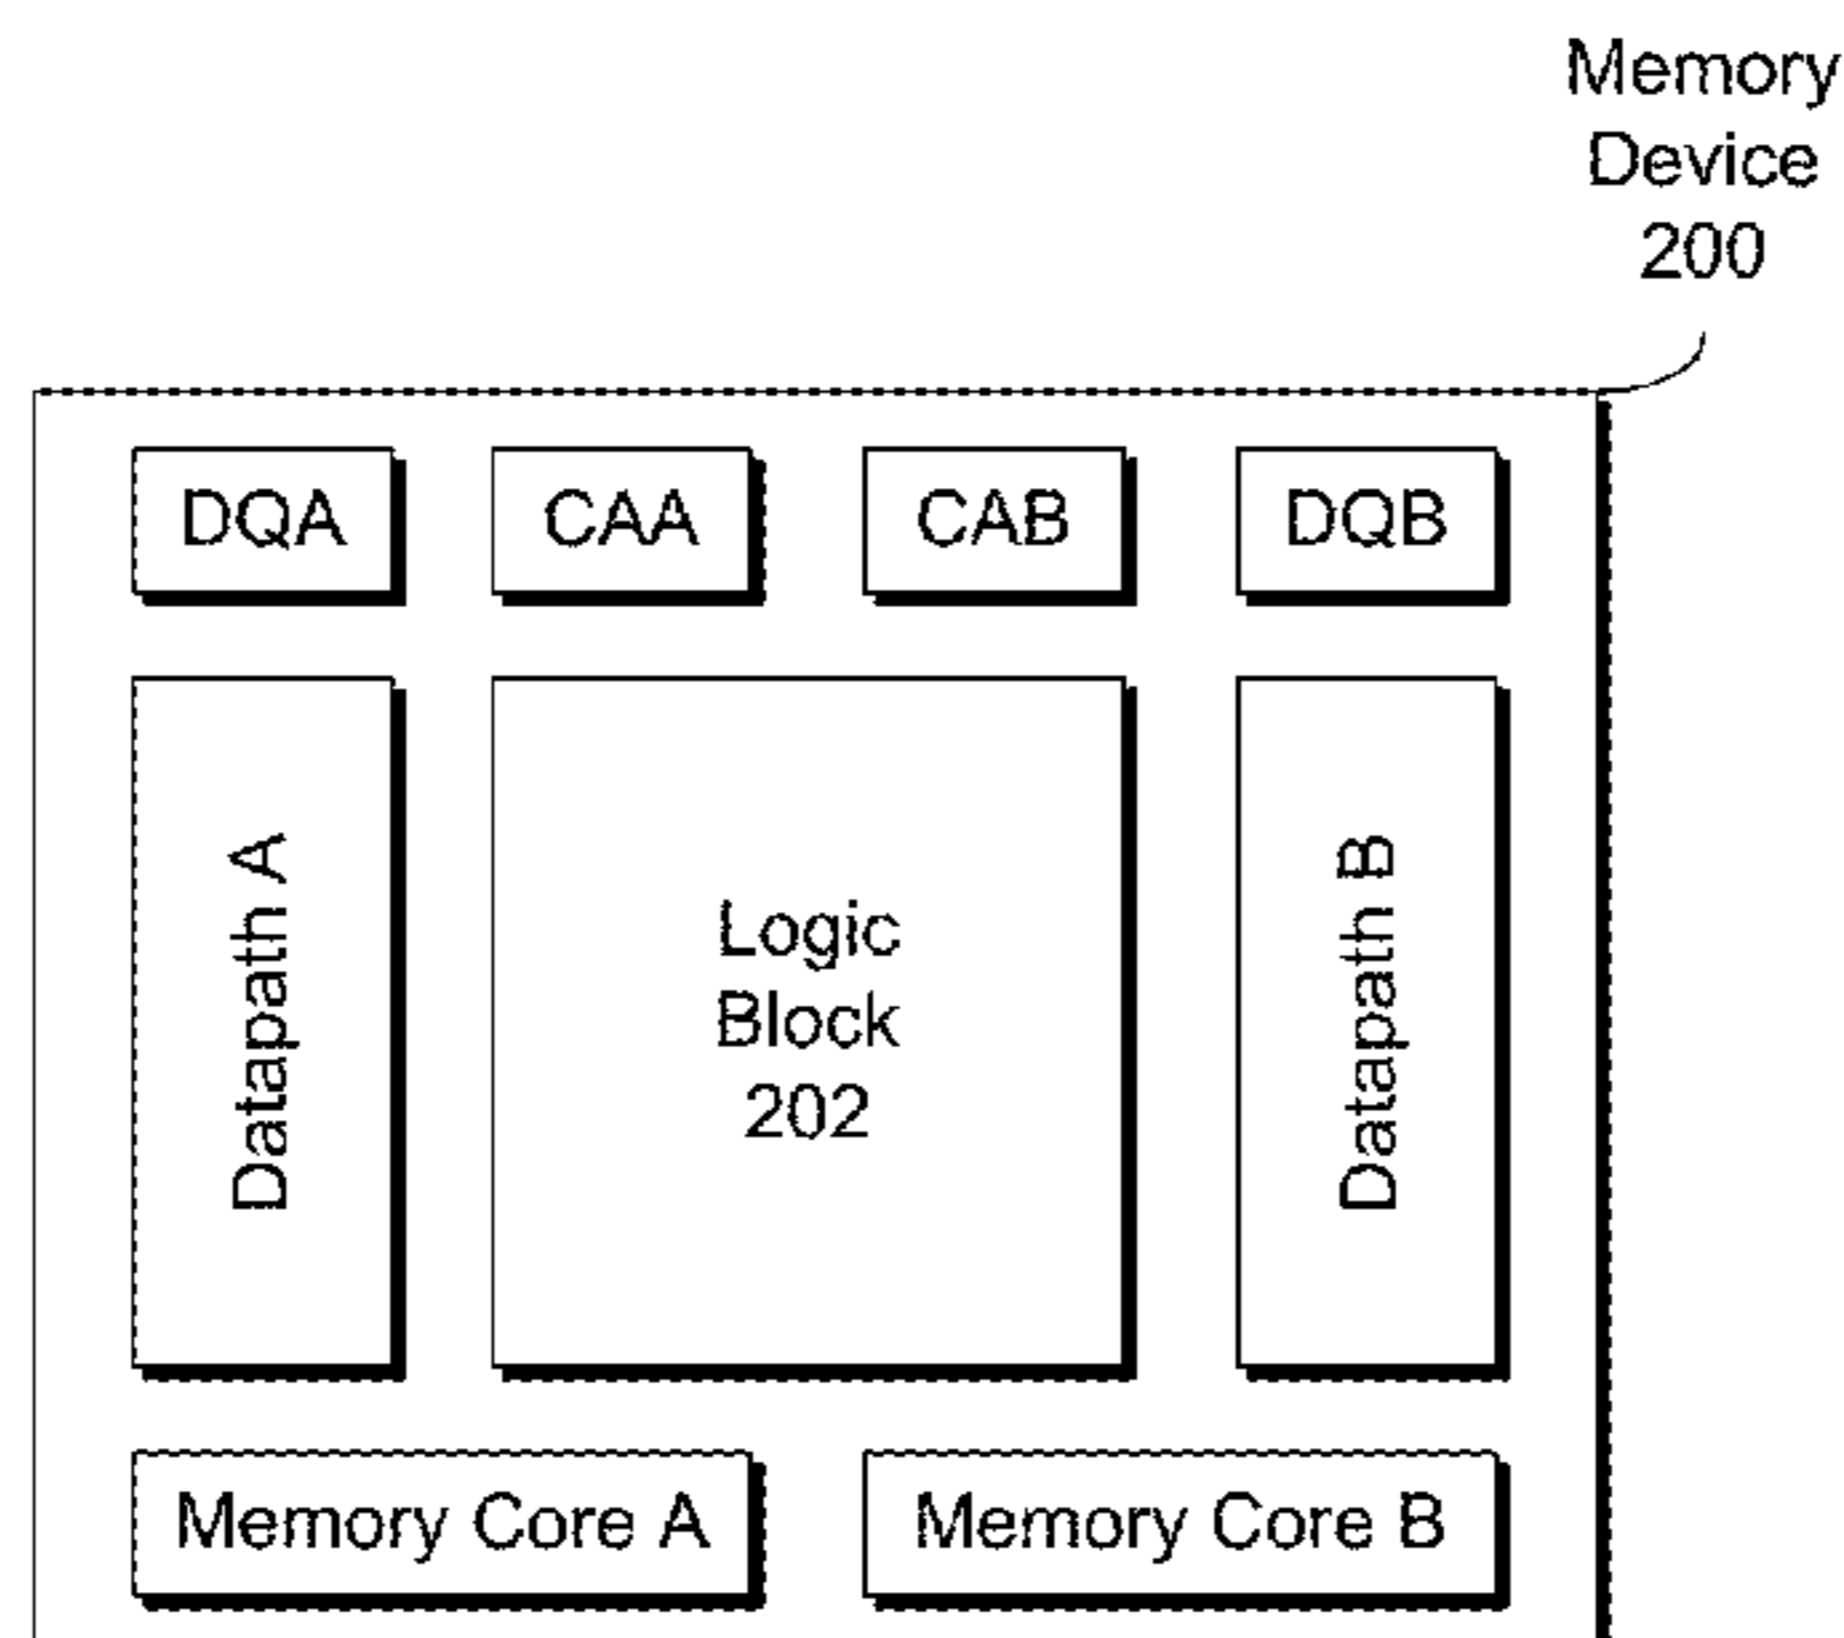 Memory
Device
200
DQA
CAA
CAB
DQB
Datapath A
Logic
Block
202
Datapath B
Memory Core A
Memory Core B